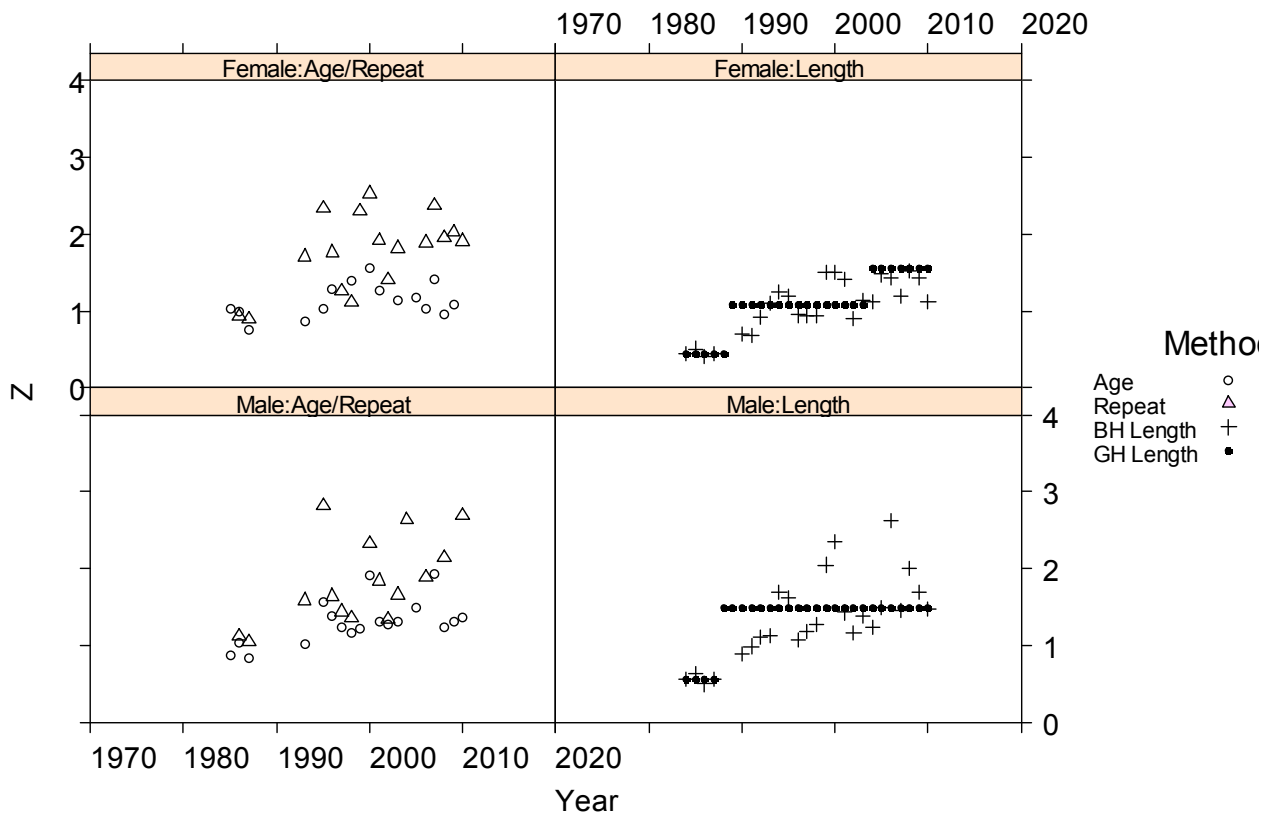 1970 1980 1990 2000 2010 2020
Female:Age/Repeat Female:Length
4
3
2
1
0
Z
Male:Age/Repeat Male:Length
4
3
2
1
0
1970 1980 1990 2000 2010 2020
Year
Metho
Age
Repeat
BH Length
GH Length